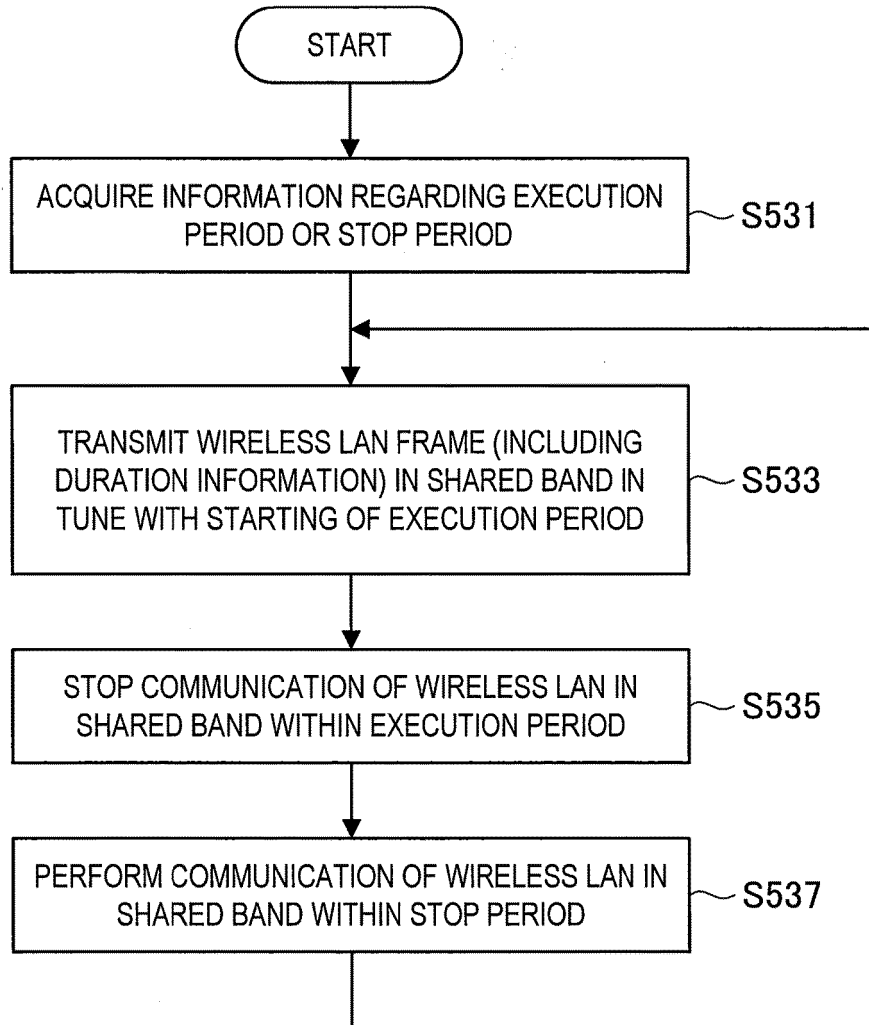 START
ACQUIRE INFORMATION REGARDING EXECUTION
PERIOD OR STOP PERIOD
S531
TRANSMIT WIRELESS LAN FRAME (INCLUDING
DURATION INFORMATION) IN SHARED BAND IN
TUNE WITH STARTING OF EXECUTION PERIOD
S533
STOP COMMUNICATION OF WIRELESS LAN IN
SHARED BAND WITHIN EXECUTION PERIOD
S535
PERFORM COMMUNICATION OF WIRELESS LAN IN
SHARED BAND WITHIN STOP PERIOD
S537